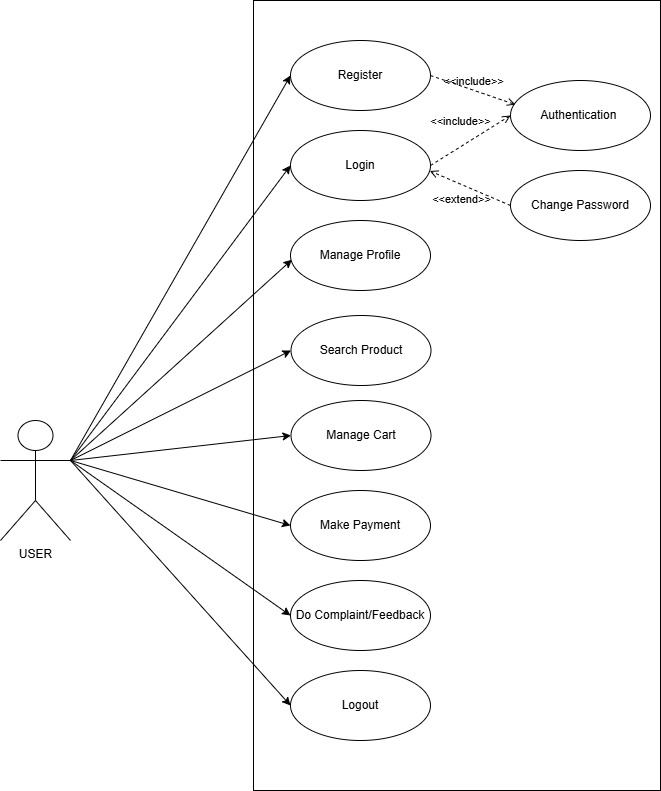 Register
<<include>>
Authentication
<<include>>
Login
<<extend>>
Change Password
Manage Profile
Search Product
Manage Cart
Make Payment
USER
Do Complaint/Feedback
Logout